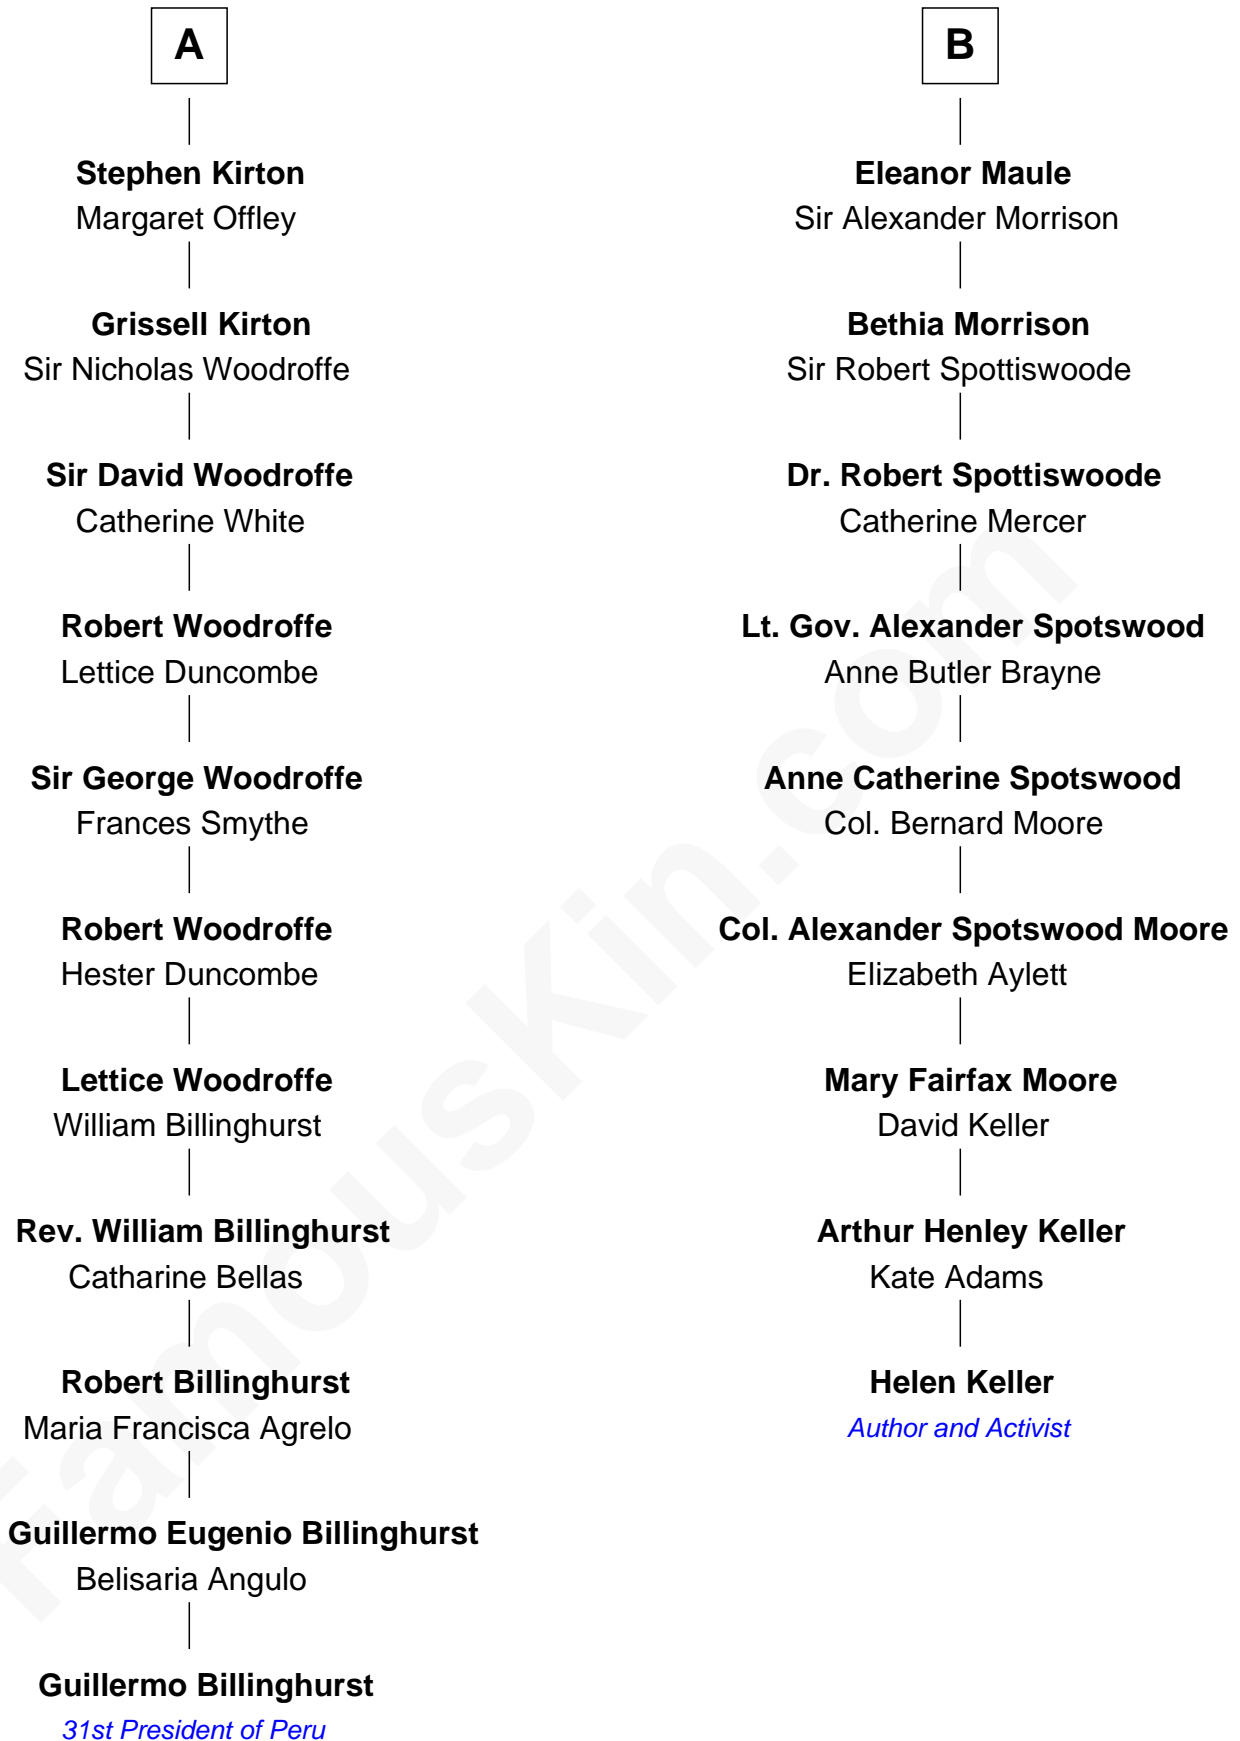 A
Stephen Kirton
Margaret Offley
Grissell Kirton
Sir Nicholas Woodroffe
Sir David Woodroffe
Catherine White
Robert Woodroffe
Lettice Duncombe
Sir George Woodroffe
Frances Smythe
Robert Woodroffe
Hester Duncombe
Lettice Woodroffe
William Billinghurst
Rev. William Billinghurst
Catharine Bellas
Robert Billinghurst
Maria Francisca Agrelo
Guillermo Eugenio Billinghurst
Belisaria Angulo
Guillermo Billinghurst
31st President of Peru
B
Eleanor Maule
Sir Alexander Morrison
Bethia Morrison
Sir Robert Spottiswoode
Dr. Robert Spottiswoode
Catherine Mercer
Lt. Gov. Alexander Spotswood
Anne Butler Brayne
Anne Catherine Spotswood
Col. Bernard Moore
Col. Alexander Spotswood Moore
Elizabeth Aylett
Mary Fairfax Moore
David Keller
Arthur Henley Keller
Kate Adams
Helen Keller
Author and Activist
FamousKin.com